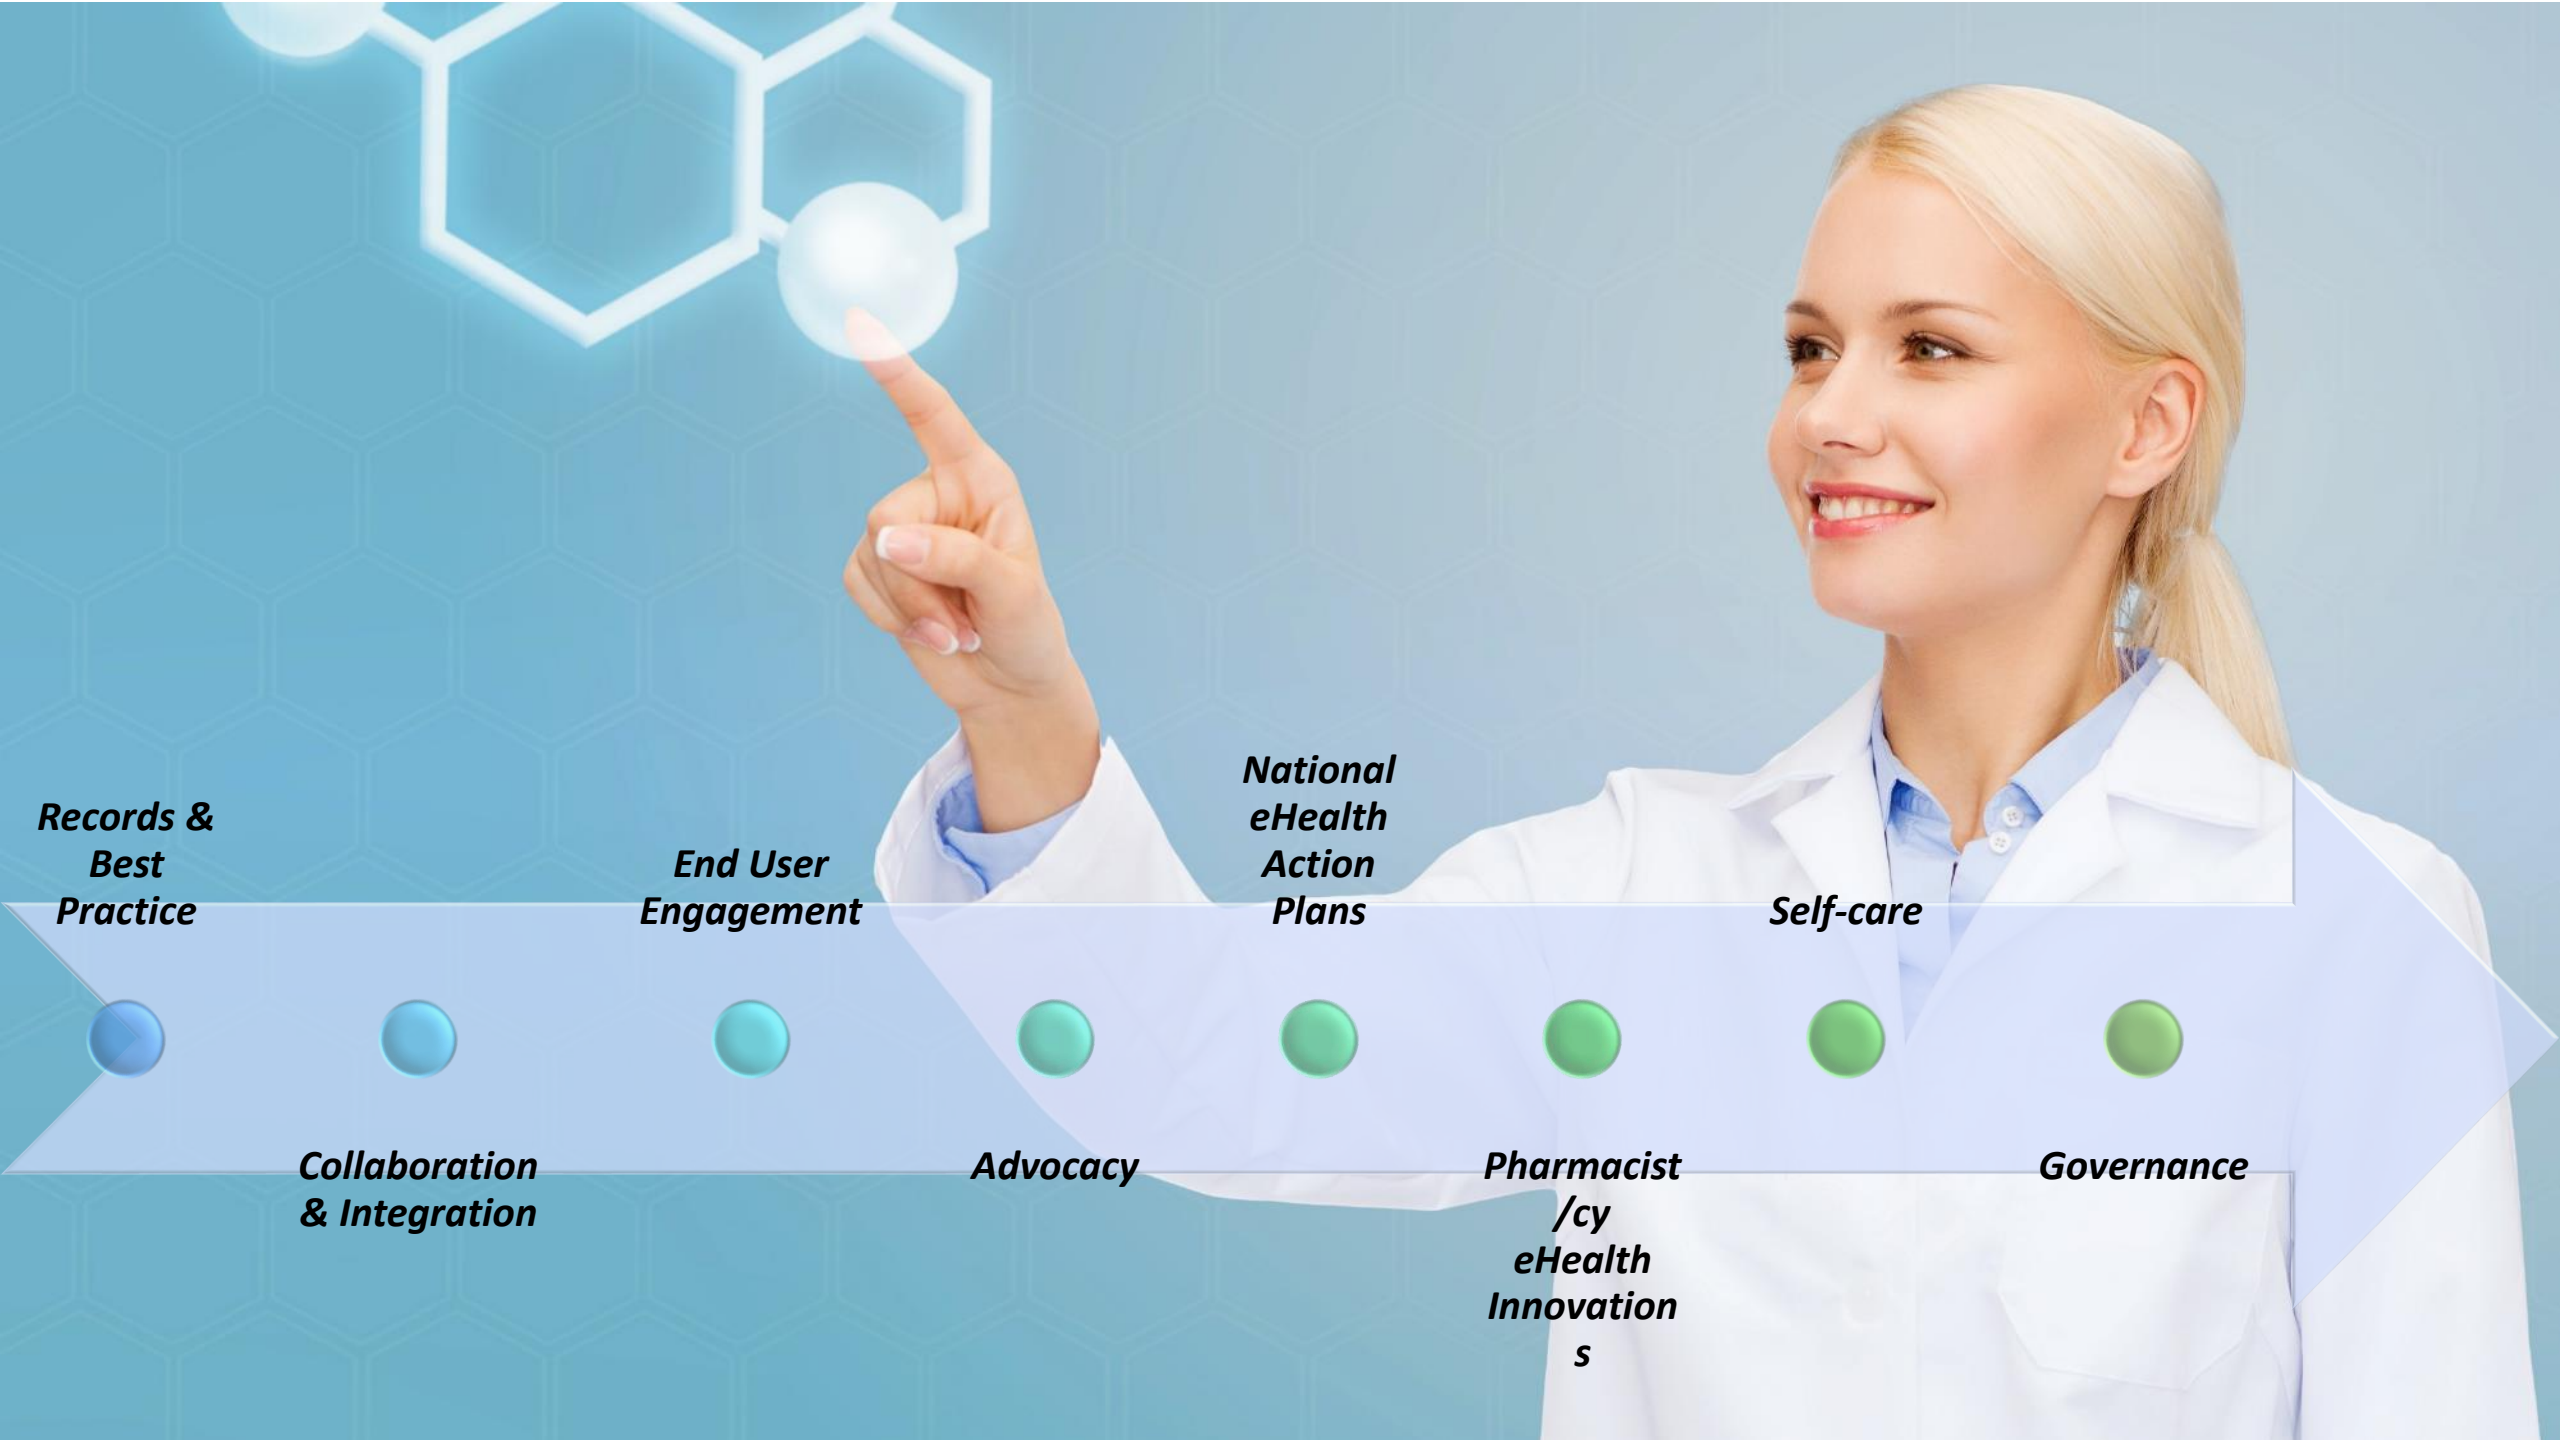 Records &
Best
Practice
Collaboration
& Integration
End User
Engagement
Advocacy
National
eHealth
Action
Plans
Pharmacist
/cy
eHealth
Innovation
s
Self-care
Governance